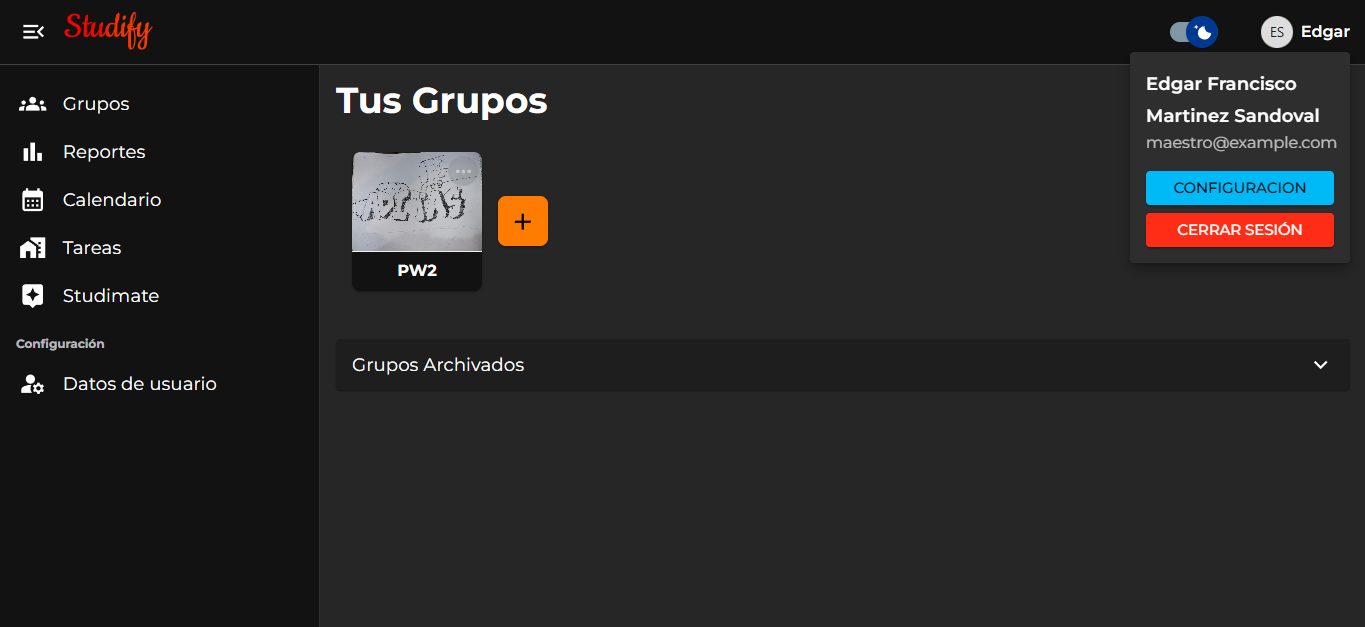 Studify
ES
Edgar
Edgar Francisco
Martinez Sandoval
maestro@example.com
CONFIGURACION
CERRAR SESIÓN
Grupos
Reportes
Calendario
Tareas
Studimate
Configuración
Datos de usuario
Tus Grupos
PW2
Grupos Archivados